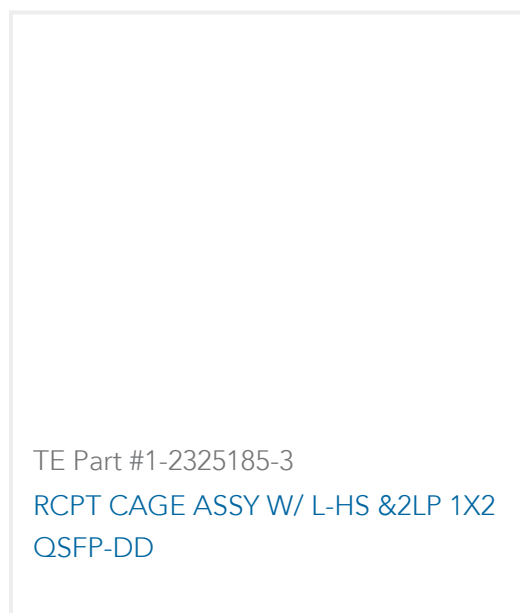 TE Part #1-2325185-3
RCPT CAGE ASSY W/ L-HS &2LP 1X2
QSFP-DD